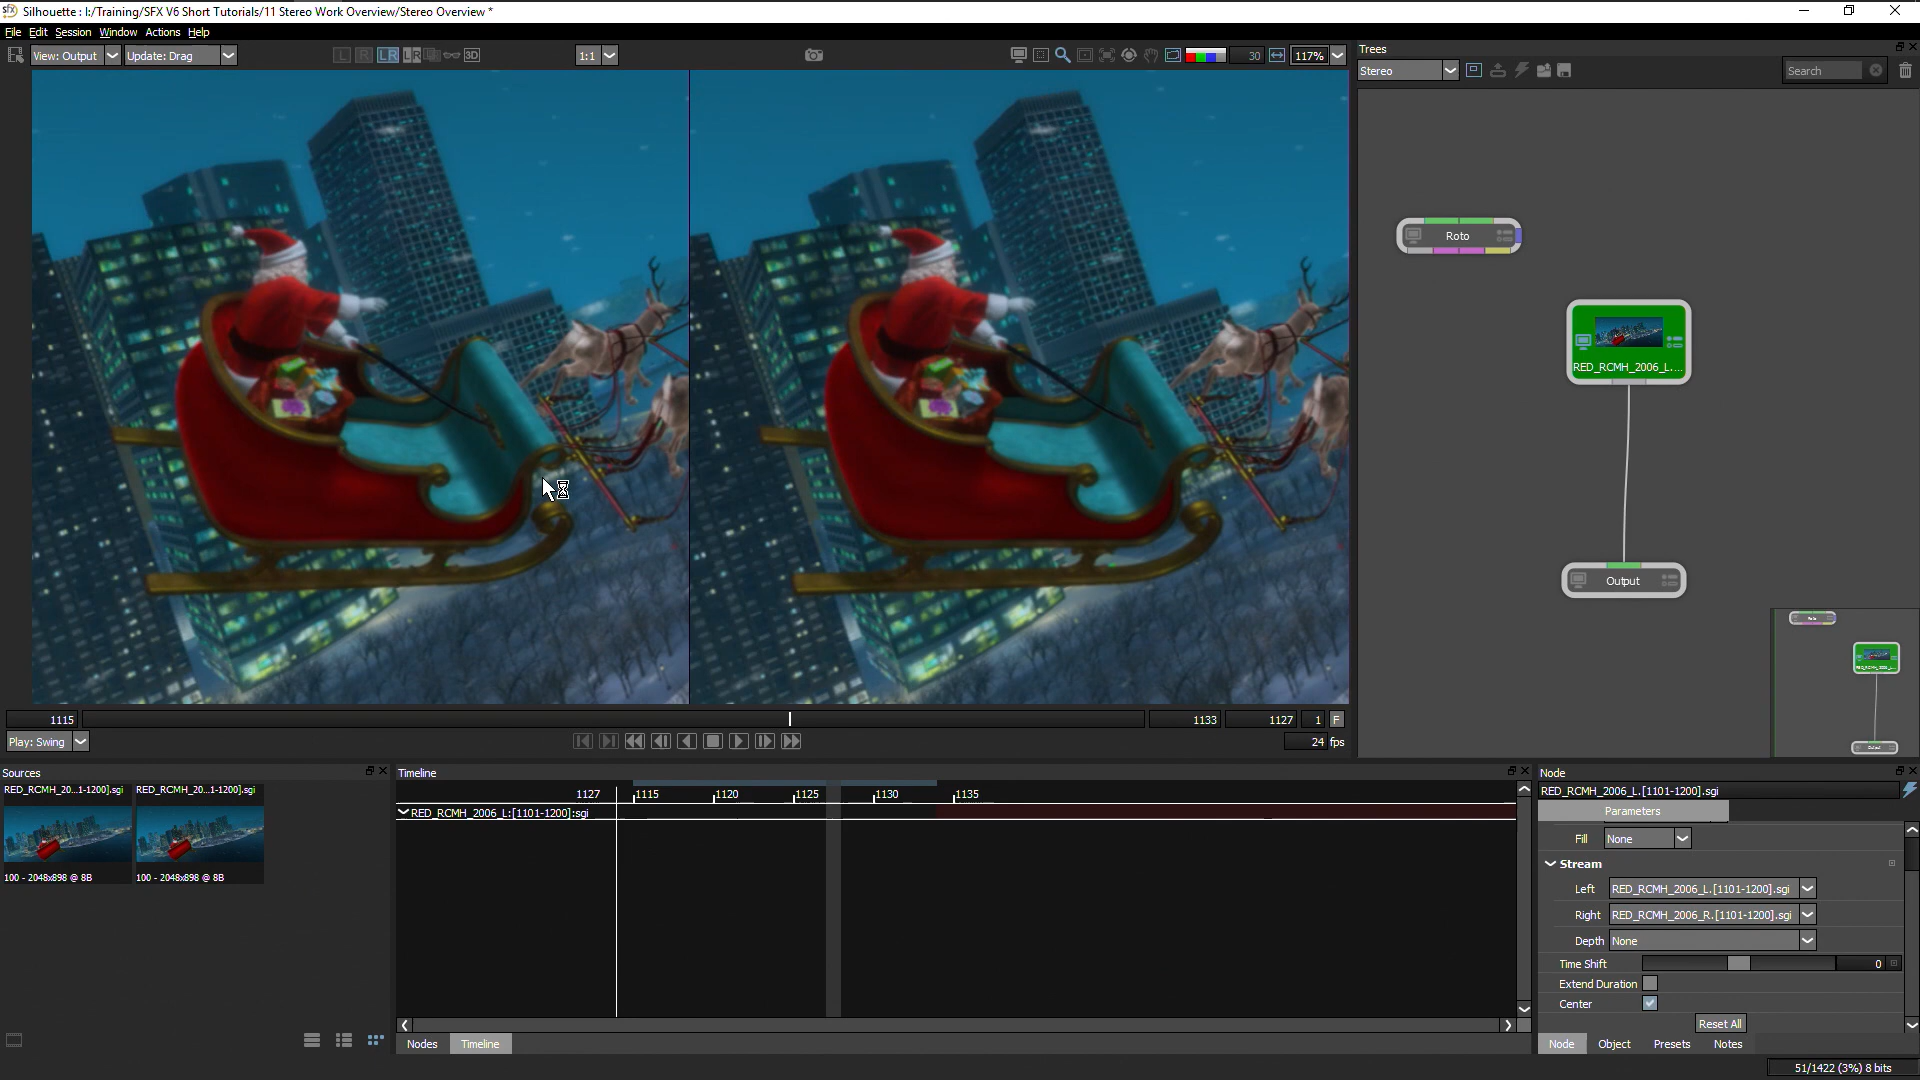 Silhouette : I:/Training/SFX V6 Short Tutorials/11 Stereo Work Overview/Stereo Overview *
File Edit Session Window Actions Help
View: Output Update: Drag L R LR LR 3D 1:1 30 117%
Trees
Stereo Search
Roto
RED_RCMH_2006_L....
Output
1115 1133 1127 1 F
Play: Swing 24 fps
Sources
RED_RCMH_20...1-1200].sgi RED_RCMH_20...1-1200].sgi
100 - 2048x898 @ 8B 100 - 2048x898 @ 8B
Timeline
1127 1115 1120 1125 1130 1135
RED_RCMH_2006_L:[1101-1200]:sgi
Nodes Timeline
Node
RED_RCMH_2006_L.[1101-1200].sgi
Parameters
Fill None
Stream
Left RED_RCMH_2006_L.[1101-1200].sgi
Right RED_RCMH_2006_R.[1101-1200].sgi
Depth None
Time Shift 0
Extend Duration
Center
Reset All
Node Object Presets Notes
51/1422 (3%) 8 bits